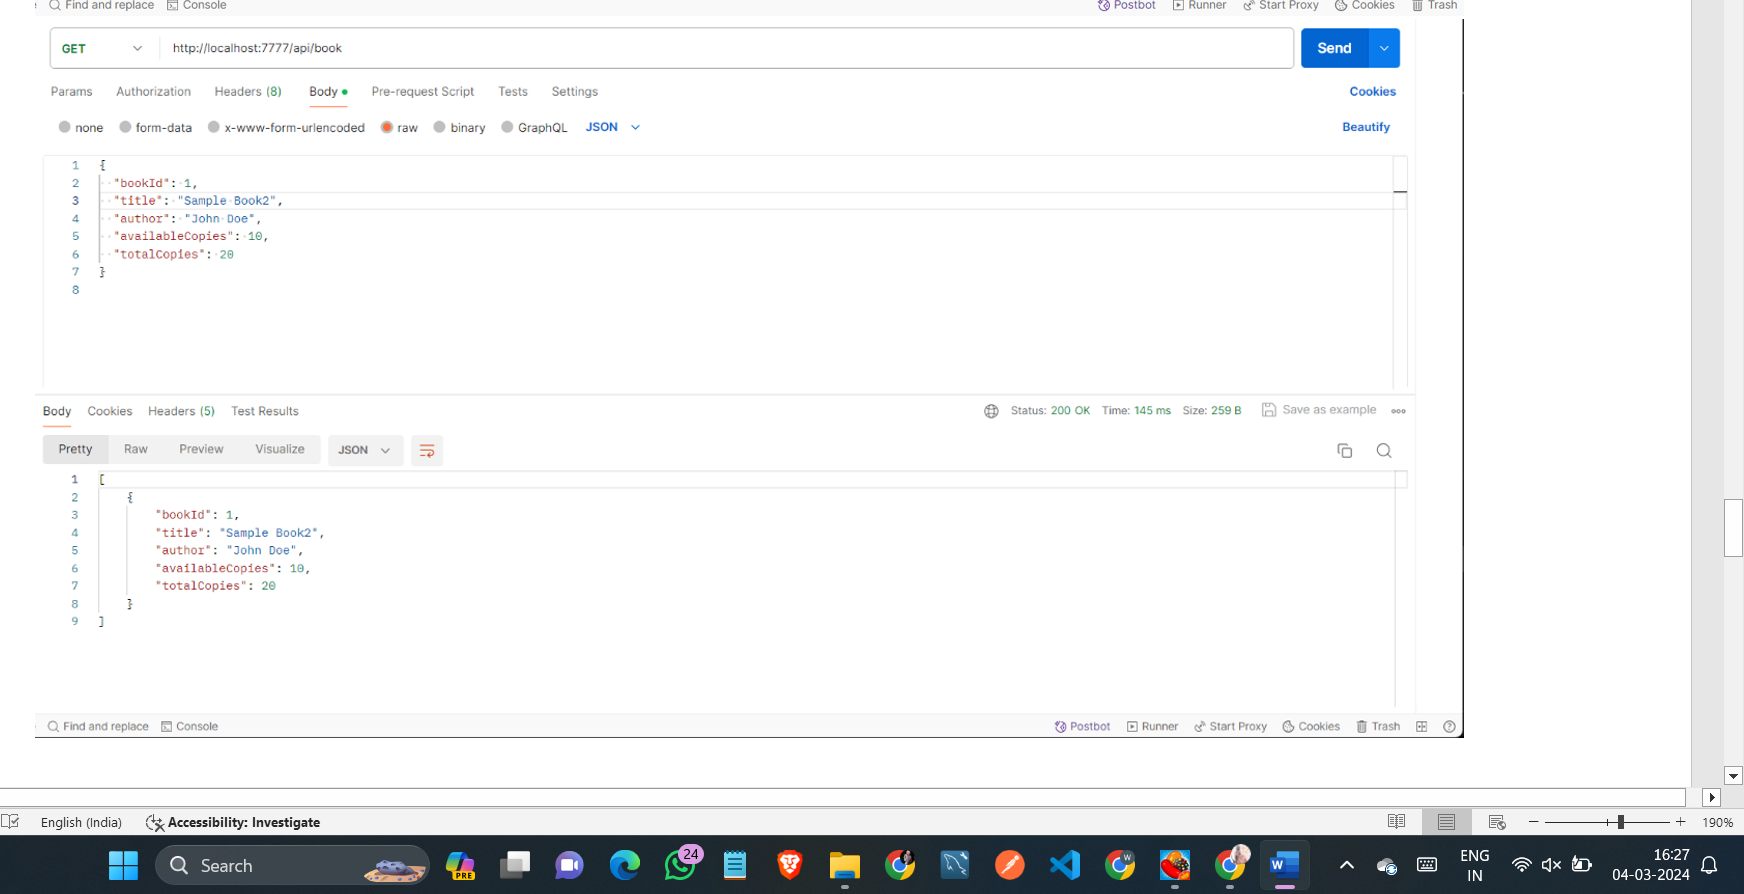 Find and replace Console Postbot Runner Start Proxy Cookies Trash
GET http://localhost:7777/api/book Send
Params Authorization Headers (8) Body Pre-request Script Tests Settings Cookies
none form-data x-www-form-urlencoded raw binary GraphQL JSON Beautify
1 {
2 "bookId": 1,
3 "title": "Sample Book2",
4 "author": "John Doe",
5 "availableCopies": 10,
6 "totalCopies": 20
7 }
8
Body Cookies Headers (5) Test Results Status: 200 OK Time: 145 ms Size: 259 B Save as example
Pretty Raw Preview Visualize JSON
1 [
2 {
3 "bookId": 1,
4 "title": "Sample Book2",
5 "author": "John Doe",
6 "availableCopies": 10,
7 "totalCopies": 20
8 }
9 ]
Find and replace Console Postbot Runner Start Proxy Cookies Trash
English (India) Accessibility: Investigate 190%
Search PRE 24 W ENG 16:27
IN 04-03-2024